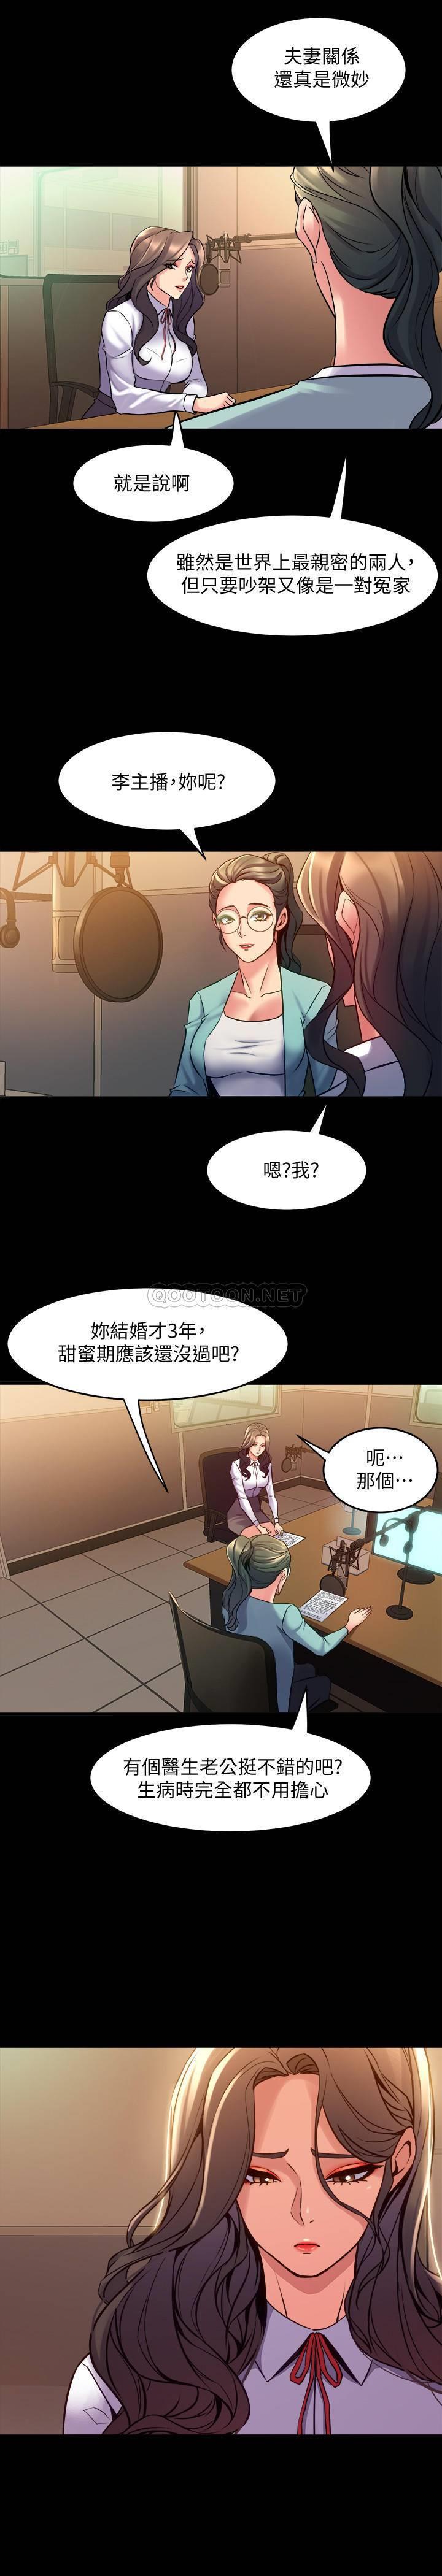 夫妻關係
還真是微妙
就是說啊
雖然是世界上最親密的兩人，
但只要吵架又像是一對冤家
李主播，妳呢?
嗯?我?
QOOTOON.NET
妳結婚才3年，
甜蜜期應該還沒過吧?
呃…
那個…
有個醫生老公挺不錯的吧?
生病時完全都不用擔心